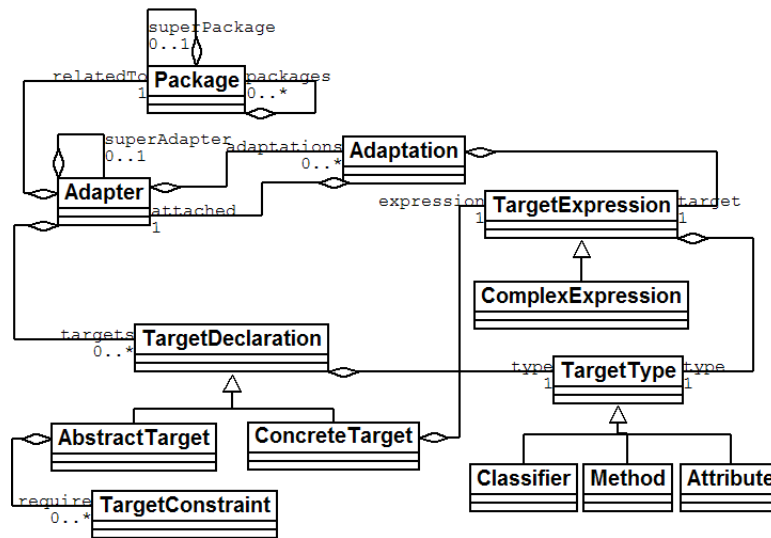 superPackage
0..1
relatedTo
packages
Package
1
0..*
superAdapter
0..1
adaptations
0..*
Adaptation
Adapter
attached
1
expression
1
TargetExpression
target
1
ComplexExpression
targets
0..*
TargetDeclaration
type
1
TargetType
type
1
AbstractTarget
ConcreteTarget
Classifier
Method
Attribute
require
0..*
TargetConstraint